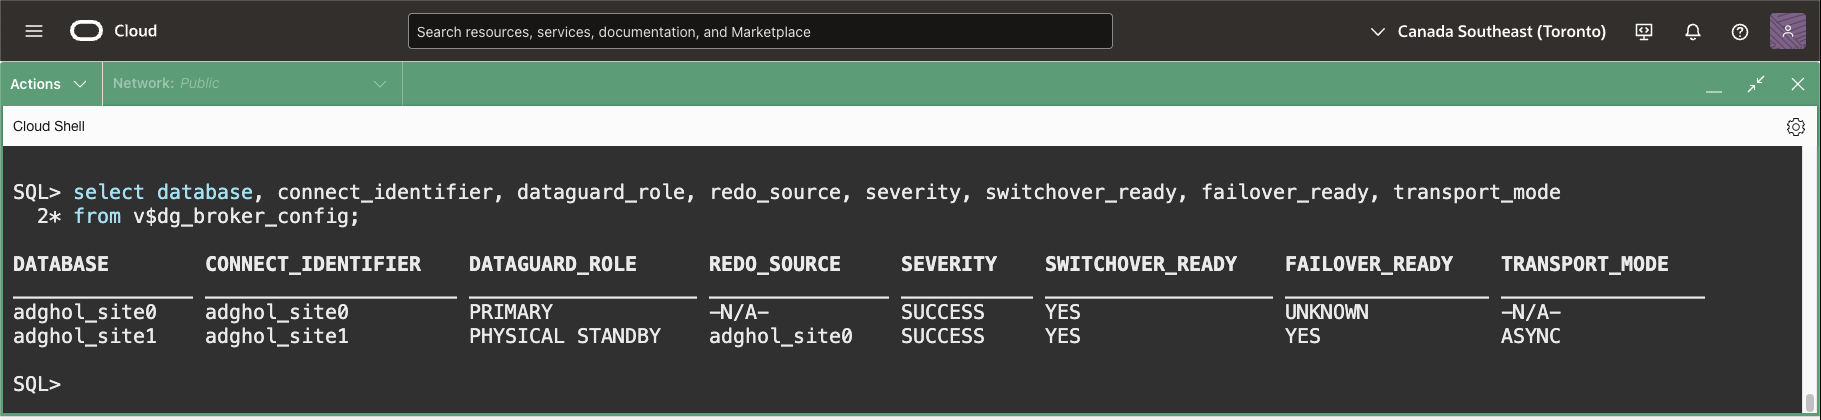 Cloud
Search resources, services, documentation, and Marketplace
Canada Southeast (Toronto)
Actions
Network: Public
Cloud Shell
SQL> select database, connect_identifier, dataguard_role, redo_source, severity, switchover_ready, failover_ready, transport_mode
2* from v$dg_broker_config;
DATABASE CONNECT_IDENTIFIER DATAGUARD_ROLE REDO_SOURCE SEVERITY SWITCHOVER_READY FAILOVER_READY TRANSPORT_MODE
adghol_site0 adghol_site0 PRIMARY -N/A- SUCCESS YES UNKNOWN -N/A-
adghol_site1 adghol_site1 PHYSICAL STANDBY adghol_site0 SUCCESS YES YES ASYNC
SQL>